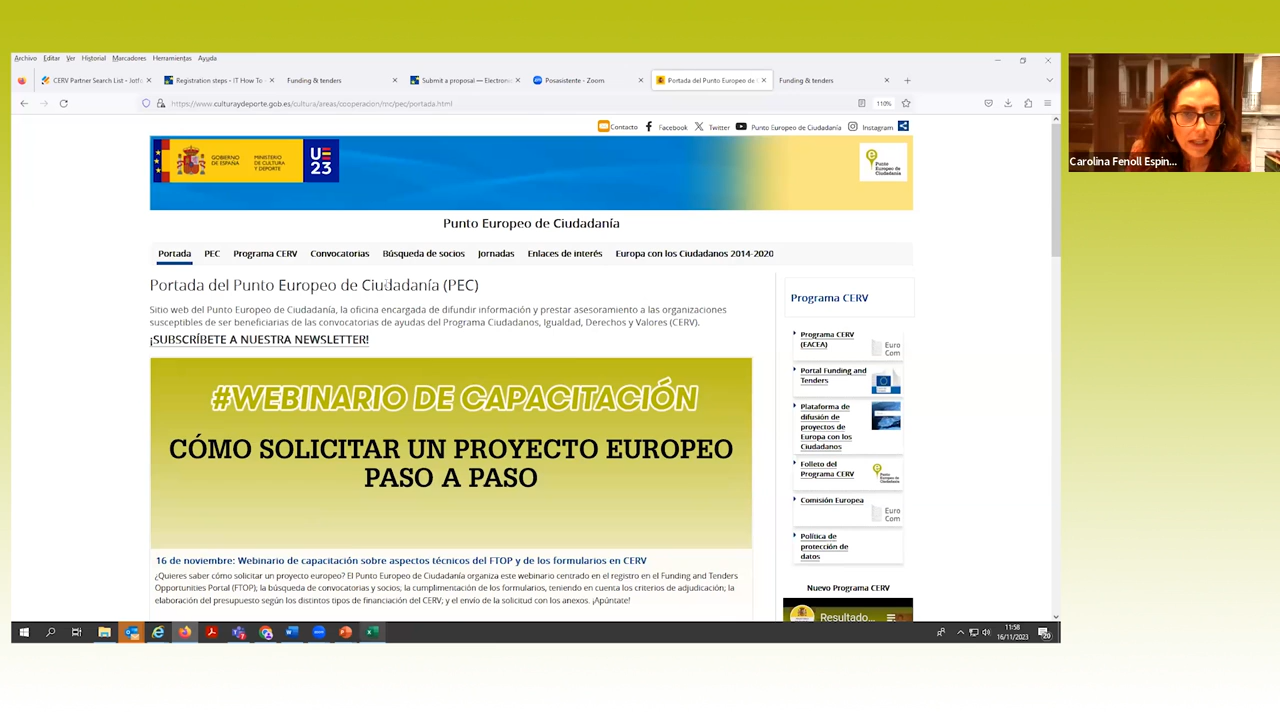 Archivo Editar Ver Historial Marcadores Herramientas Ayuda
CERV Partner Search List - Jotfo
Registration steps - IT How To
Funding & tenders
Submit a proposal — Electroni
Posasistente - Zoom
Portada del Punto Europeo de
Funding & tenders
https://www.culturaydeporte.gob.es/cultura/areas/cooperacion/mc/pec/portada.html
110%
Contacto Facebook Twitter Punto Europeo de Ciudadanía Instagram
GOBIERNO DE ESPAÑA
MINISTERIO DE CULTURA Y DEPORTE
UE
23
Punto Europeo de Ciudadanía
Punto Europeo de Ciudadanía
Portada PEC Programa CERV Convocatorias Búsqueda de socios Jornadas Enlaces de interés Europa con los Ciudadanos 2014-2020
Portada del Punto Europeo de Ciudadanía (PEC)
Sitio web del Punto Europeo de Ciudadanía, la oficina encargada de difundir información y prestar asesoramiento a las organizaciones
susceptibles de ser beneficiarias de las convocatorias de ayudas del Programa Ciudadanos, Igualdad, Derechos y Valores (CERV).
¡SUBSCRÍBETE A NUESTRA NEWSLETTER!
#WEBINARIO DE CAPACITACIÓN
CÓMO SOLICITAR UN PROYECTO EUROPEO
PASO A PASO
16 de noviembre: Webinario de capacitación sobre aspectos técnicos del FTOP y de los formularios en CERV
¿Quieres saber cómo solicitar un proyecto europeo? El Punto Europeo de Ciudadanía organiza este webinario centrado en el registro en el Funding and Tenders
Opportunities Portal (FTOP); la búsqueda de convocatorias y socios; la cumplimentación de los formularios, teniendo en cuenta los criterios de adjudicación; la
elaboración del presupuesto según los distintos tipos de financiación del CERV; y el envío de la solicitud con los anexos. ¡Apúntate!
Programa CERV
Programa CERV
(EACEA)
Euro
Com
Portal Funding and
Tenders
Plataforma de
difusión de
proyectos de
Europa con los
Ciudadanos
Folleto del
Programa CERV
Comisión Europea
Euro
Com
Política de
protección de
datos
Nuevo Programa CERV
Resultado...
11:58
16/11/2023
20
Carolina Fenoll Espin...